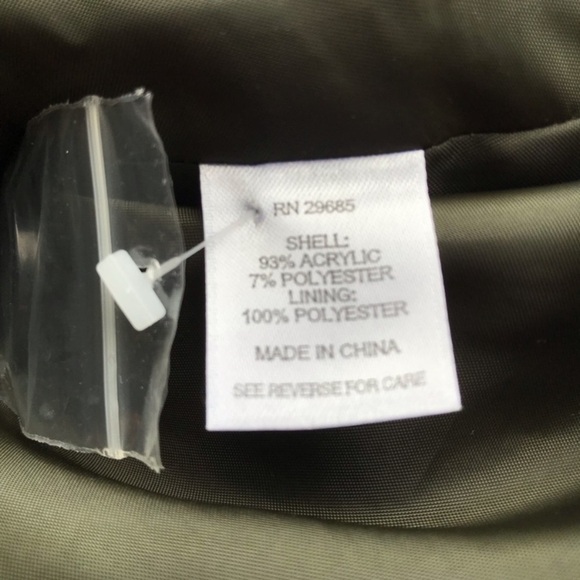 RN 29685
SHELL:
93% ACRYLIC
7% POLYESTER
LINING:
100% POLYESTER
MADE IN CHINA
SEE REVERSE FOR CARE